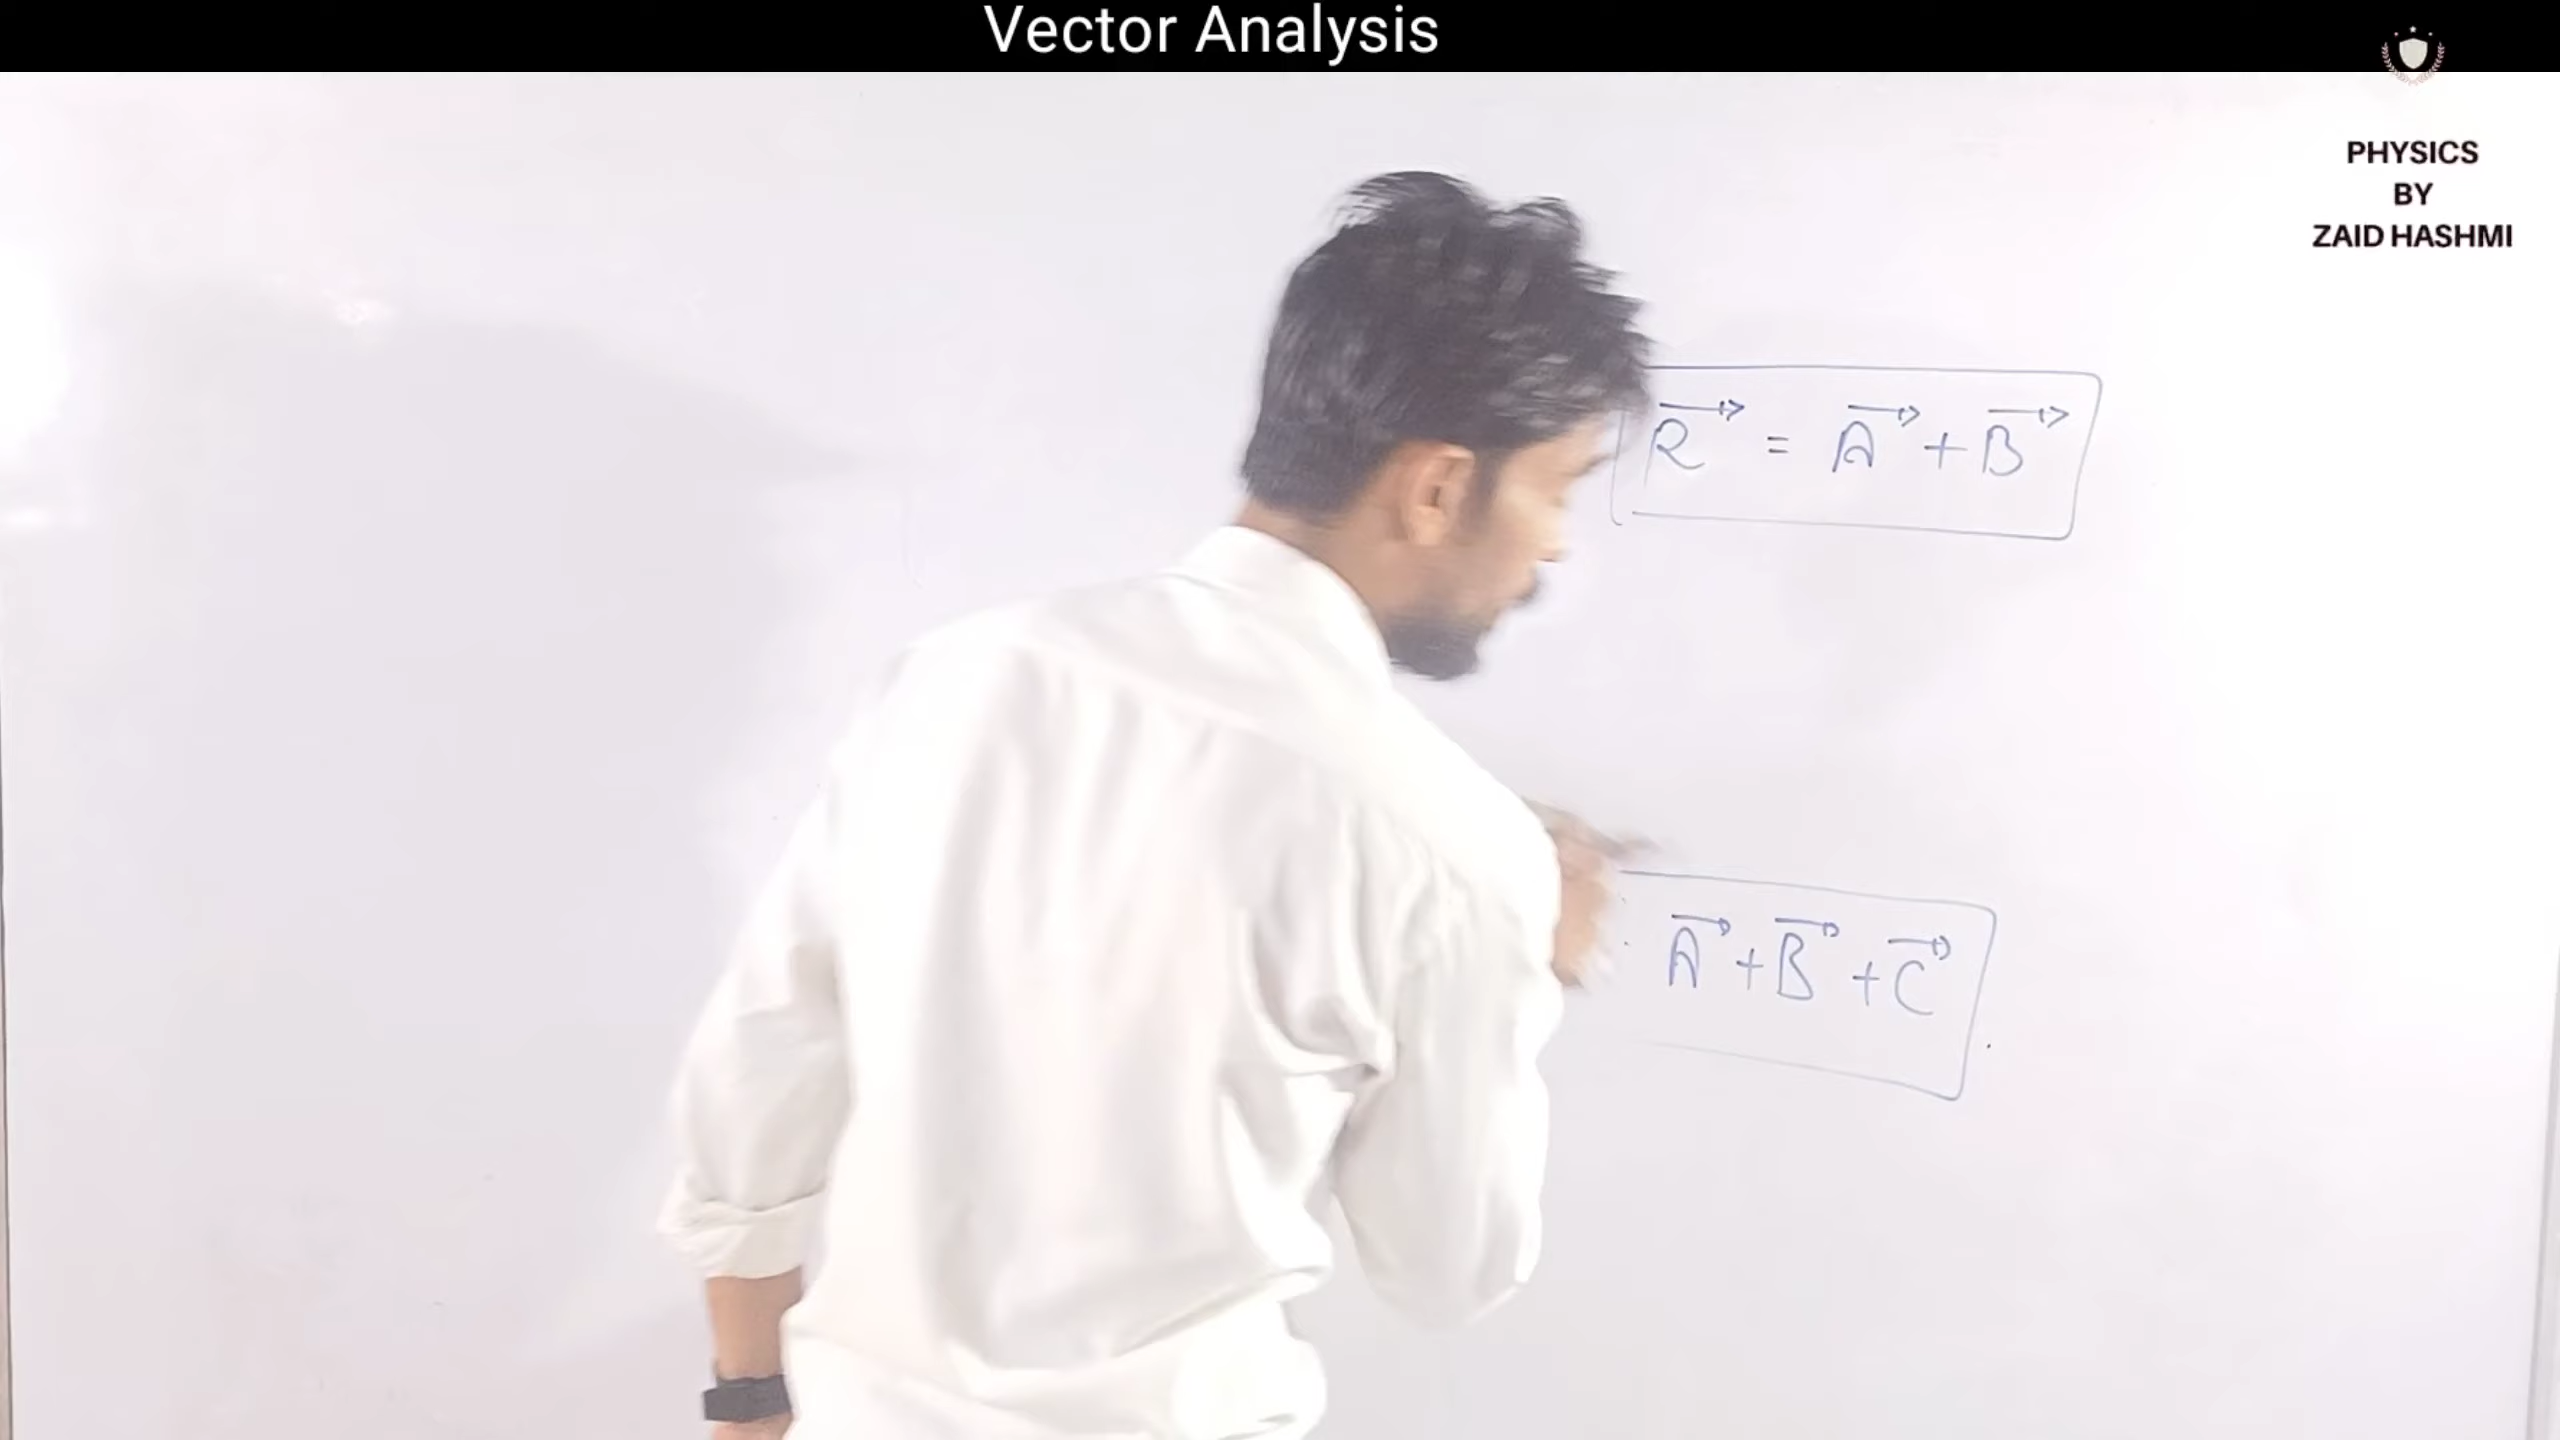 Vector Analysis
PHYSICS
BY
ZAID HASHMI
R⃗ = A⃗ + B⃗
A⃗ + B⃗ + C⃗